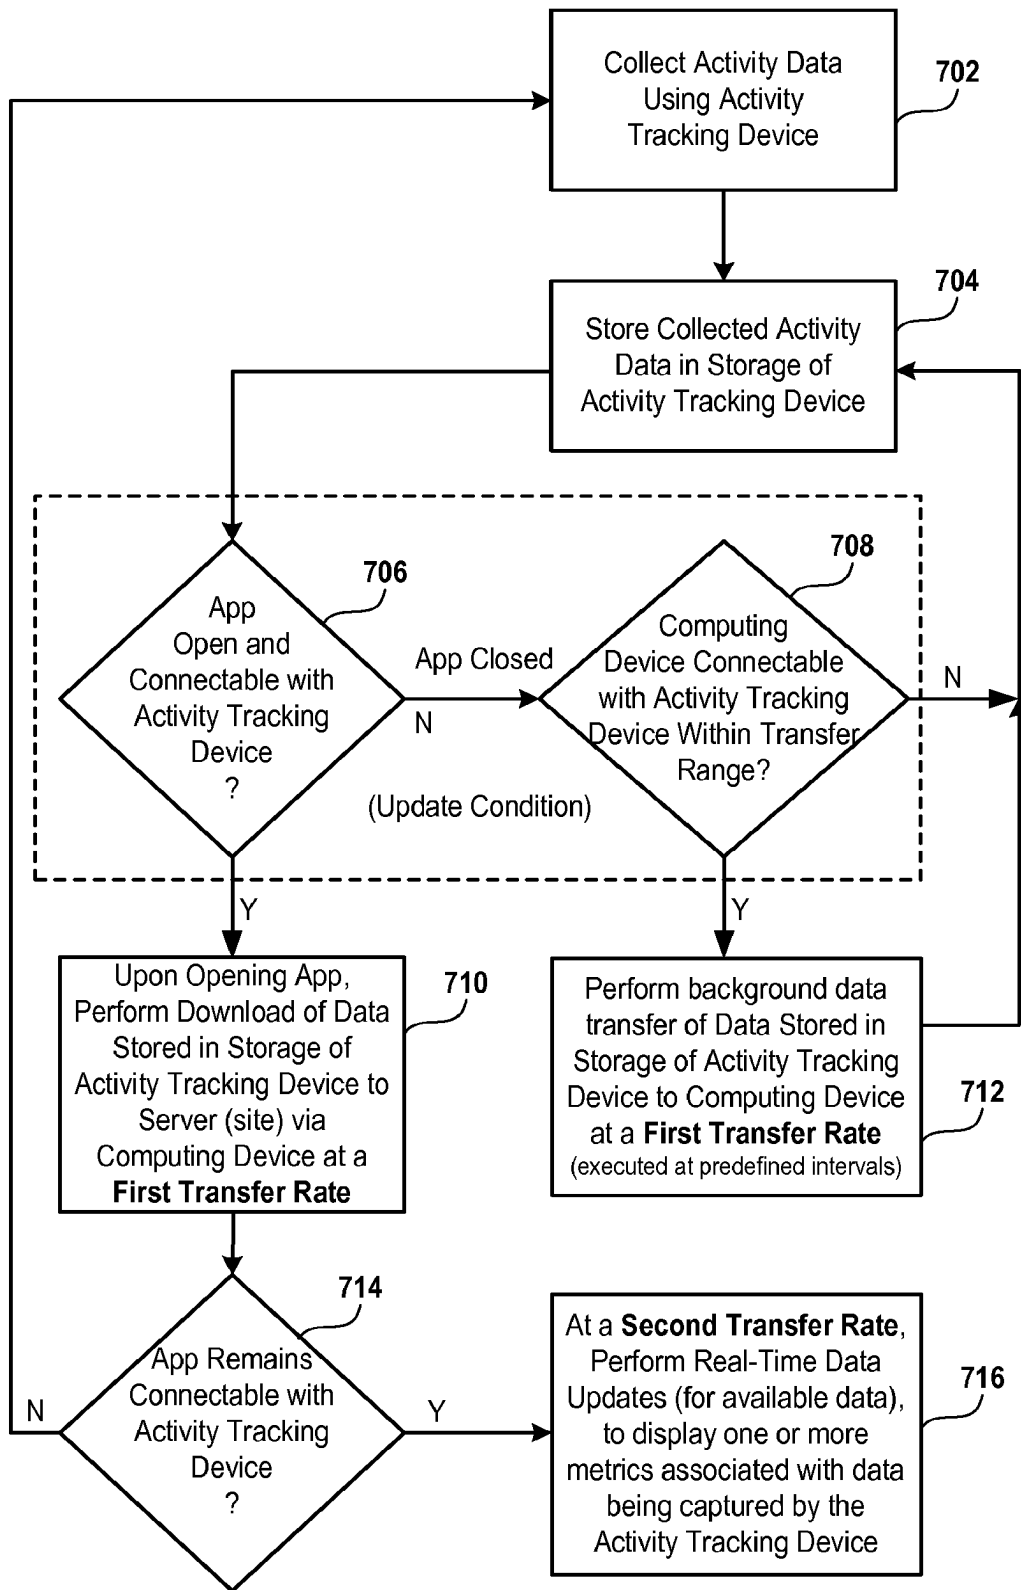 Collect Activity Data
Using Activity
Tracking Device
702
Store Collected Activity
Data in Storage of
Activity Tracking Device
704
App
Open and
Connectable with
Activity Tracking
Device
?
706
App Closed
N
Computing
Device Connectable
with Activity Tracking
Device Within Transfer
Range?
708
N
(Update Condition)
Y
Y
Upon Opening App,
Perform Download of Data
Stored in Storage of
Activity Tracking Device to
Server (site) via
Computing Device at a
First Transfer Rate
710
Perform background data
transfer of Data Stored in
Storage of Activity Tracking
Device to Computing Device
at a First Transfer Rate
(executed at predefined intervals)
712
App Remains
Connectable with
Activity Tracking
Device
?
714
N
Y
At a Second Transfer Rate,
Perform Real-Time Data
Updates (for available data),
to display one or more
metrics associated with data
being captured by the
Activity Tracking Device
716